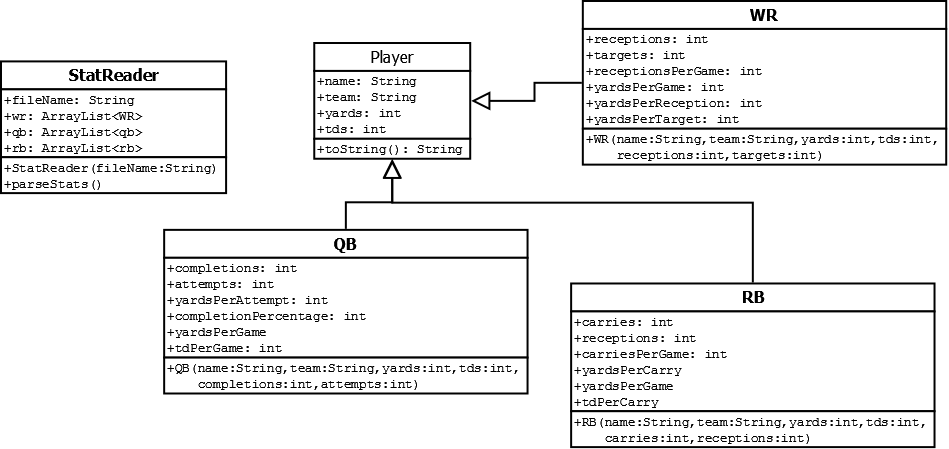 StatReader
+fileName: String
+wr: ArrayList<WR>
+qb: ArrayList<qb>
+rb: ArrayList<rb>
+StatReader(fileName:String)
+parseStats()
Player
+name: String
+team: String
+yards: int
+tds: int
+toString(): String
WR
+receptions: int
+targets: int
+receptionsPerGame: int
+yardsPerGame: int
+yardsPerReception: int
+yardsPerTarget: int
+WR(name:String,team:String,yards:int,tds:int,
receptions:int,targets:int)
QB
+completions: int
+attempts: int
+yardsPerAttempt: int
+completionPercentage: int
+yardsPerGame
+tdPerGame: int
+QB(name:String,team:String,yards:int,tds:int,
completions:int,attempts:int)
RB
+carries: int
+receptions: int
+carriesPerGame: int
+yardsPerCarry
+yardsPerGame
+tdPerCarry
+RB(name:String,team:String,yards:int,tds:int,
carries:int,receptions:int)